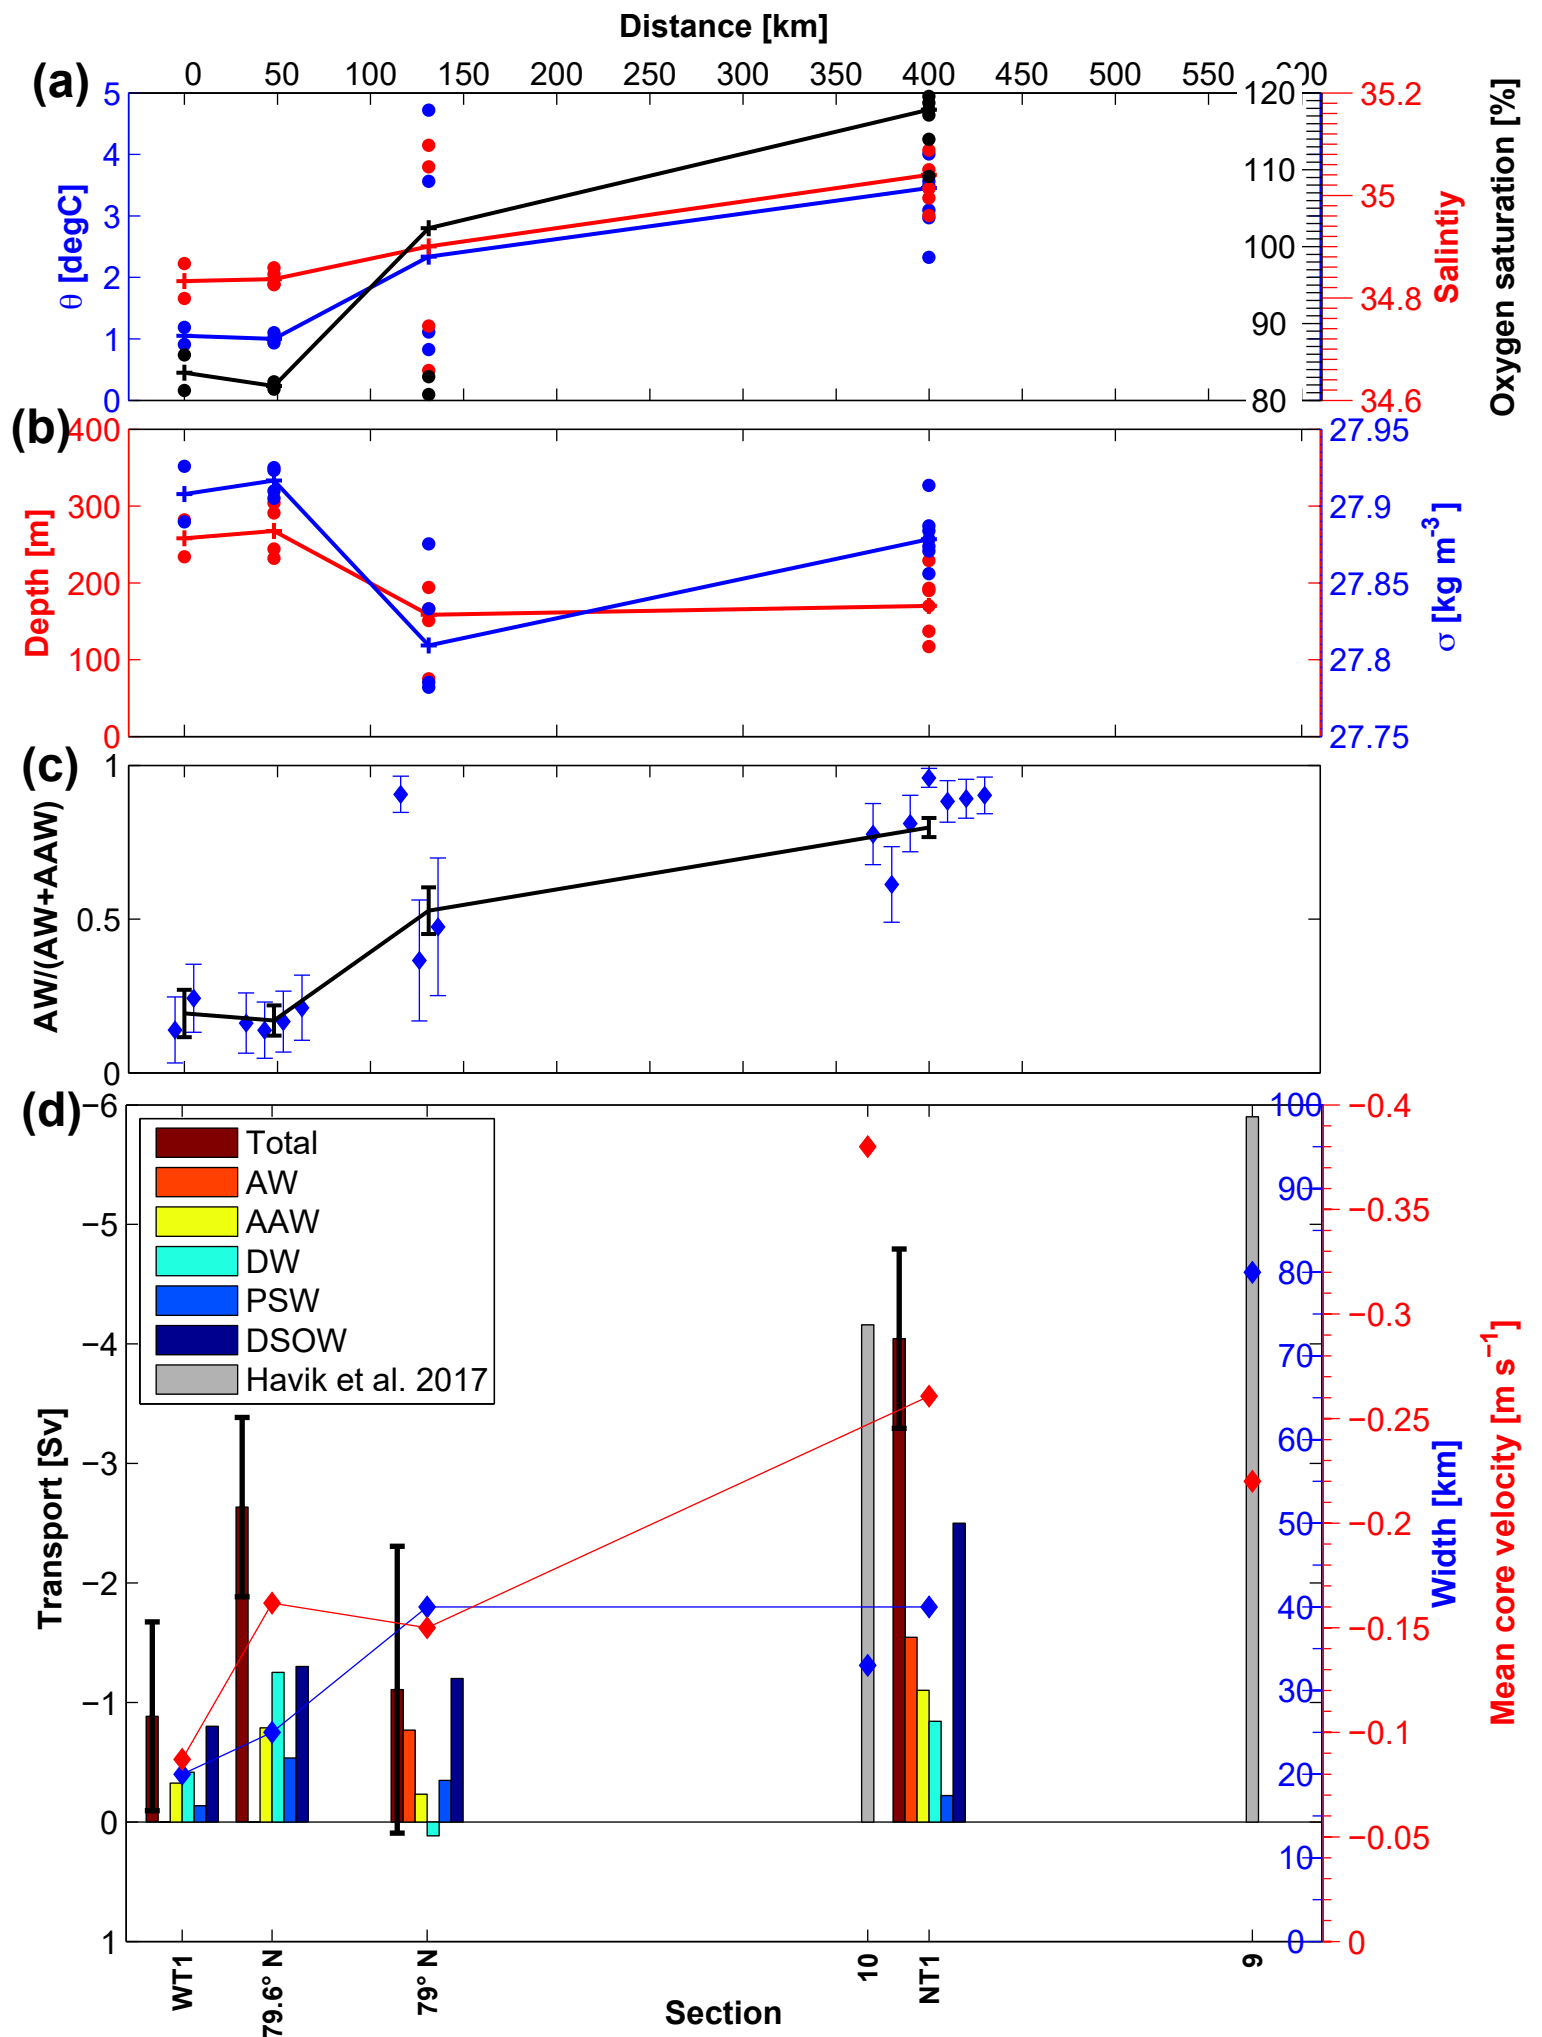 Distance [km]
(a)
0 50 100 150 200 250 300 350 400 450 500 550 600
5
4
3
2
1
0
θ [degC]
120
110
100
90
80
35.2
35
34.8
34.6
Salintiy
Oxygen saturation [%]
(b)
400
300
200
100
0
Depth [m]
27.95
27.9
27.85
27.8
27.75
σ [kg m-3]
(c)
1
0.5
0
AW/(AW+AAW)
(d)
−6
−5
−4
−3
−2
−1
0
1
Transport [Sv]
Total
AW
AAW
DW
PSW
DSOW
Havik et al. 2017
100
90
80
70
60
50
40
30
20
10
0
Width [km]
−0.4
−0.35
−0.3
−0.25
−0.2
−0.15
−0.1
−0.05
0
Mean core velocity [m s−1]
WT1
79.6° N
79° N
10
NT1
9
Section